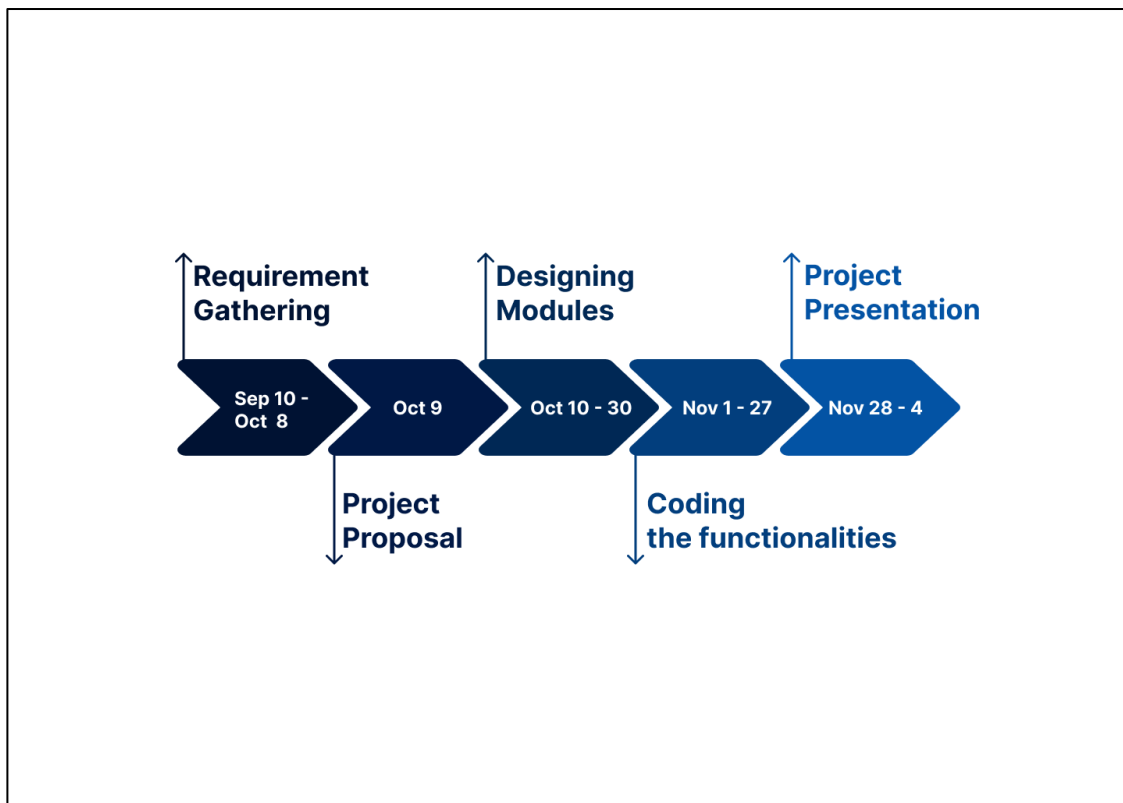 Requirement
Gathering
Designing
Modules
Project
Presentation
Sep 10 -
Oct  8
Oct 9
Oct 10 - 30
Nov 1 - 27
Nov 28 - 4
Project
Proposal
Coding
the functionalities